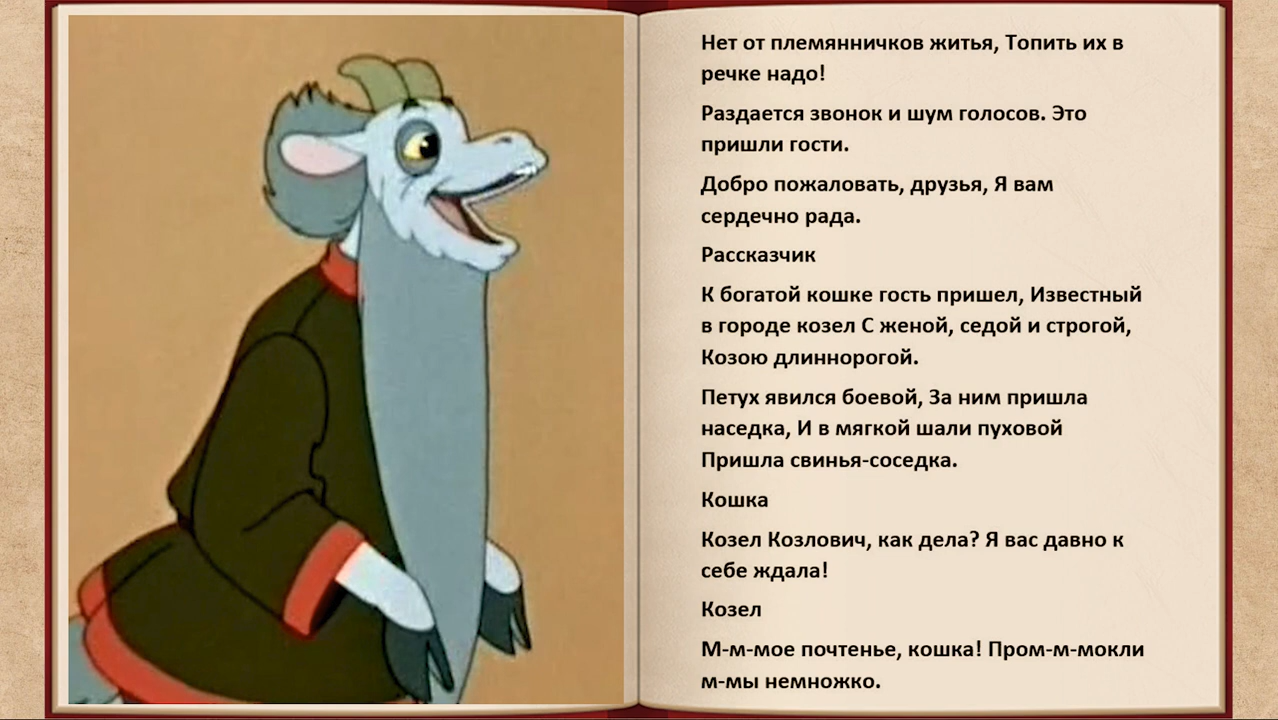 Нет от племянничков житья, Топить их в
речке надо!
Раздается звонок и шум голосов. Это
пришли гости.
Добро пожаловать, друзья, Я вам
сердечно рада.
Рассказчик
К богатой кошке гость пришел, Известный
в городе козел С женой, седой и строгой,
Козою длиннорогой.
Петух явился боевой, За ним пришла
наседка, И в мягкой шали пуховой
Пришла свинья-соседка.
Кошка
Козел Козлович, как дела? Я вас давно к
себе ждала!
Козел
М-м-мое почтенье, кошка! Пром-м-мокли
м-мы немножко.